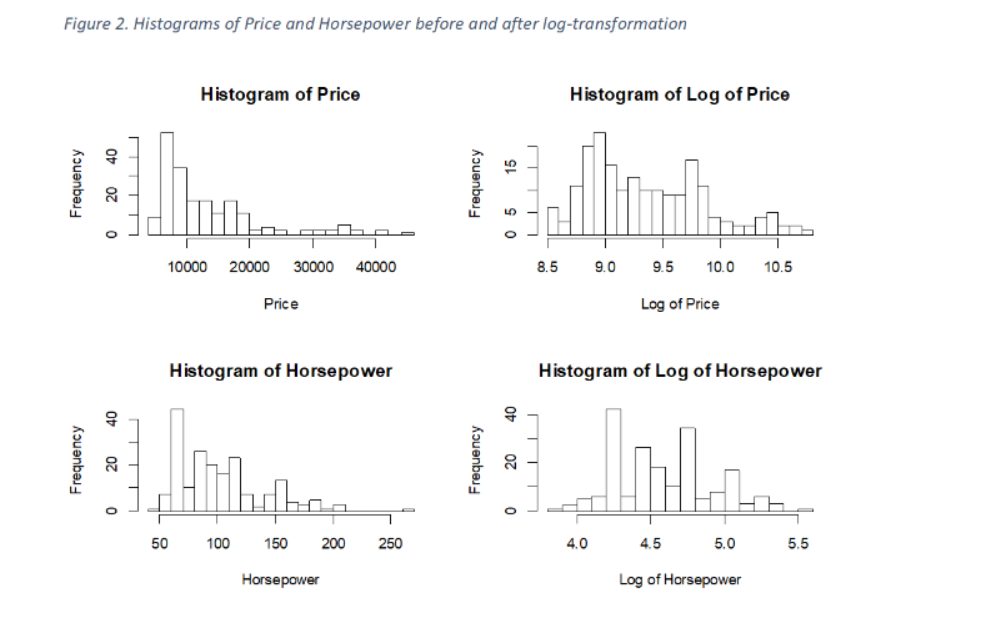 Figure 2. Histograms of Price and Horsepower before and after log-transformation
Histogram of Price
Frequency
0 20 40
10000 20000 30000 40000
Price
Histogram of Log of Price
Frequency
0 5 15
8.5 9.0 9.5 10.0 10.5
Log of Price
Histogram of Horsepower
Frequency
0 20 40
50 100 150 200 250
Horsepower
Histogram of Log of Horsepower
Frequency
0 20 40
4.0 4.5 5.0 5.5
Log of Horsepower